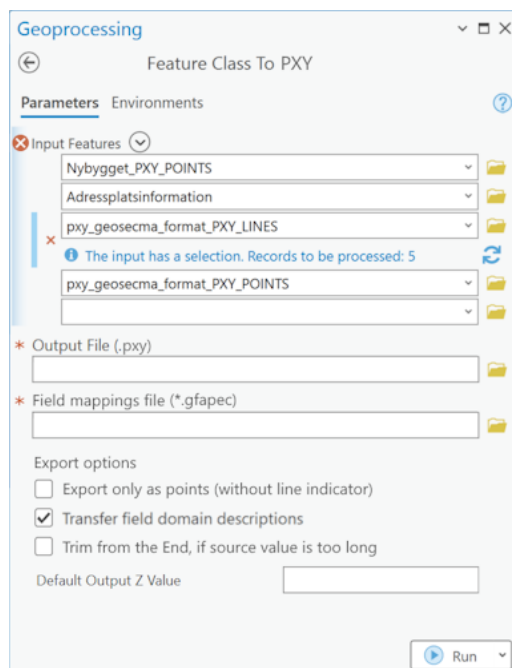 Geoprocessing
Feature Class To PXY
Parameters Environments
Input Features
Nybygget_PXY_POINTS
Adressplatsinformation
pxy_geosecma_format_PXY_LINES
The input has a selection. Records to be processed: 5
pxy_geosecma_format_PXY_POINTS
* Output File (.pxy)
* Field mappings file (*.gfapec)
Export options
Export only as points (without line indicator)
Transfer field domain descriptions
Trim from the End, if source value is too long
Default Output Z Value
Run